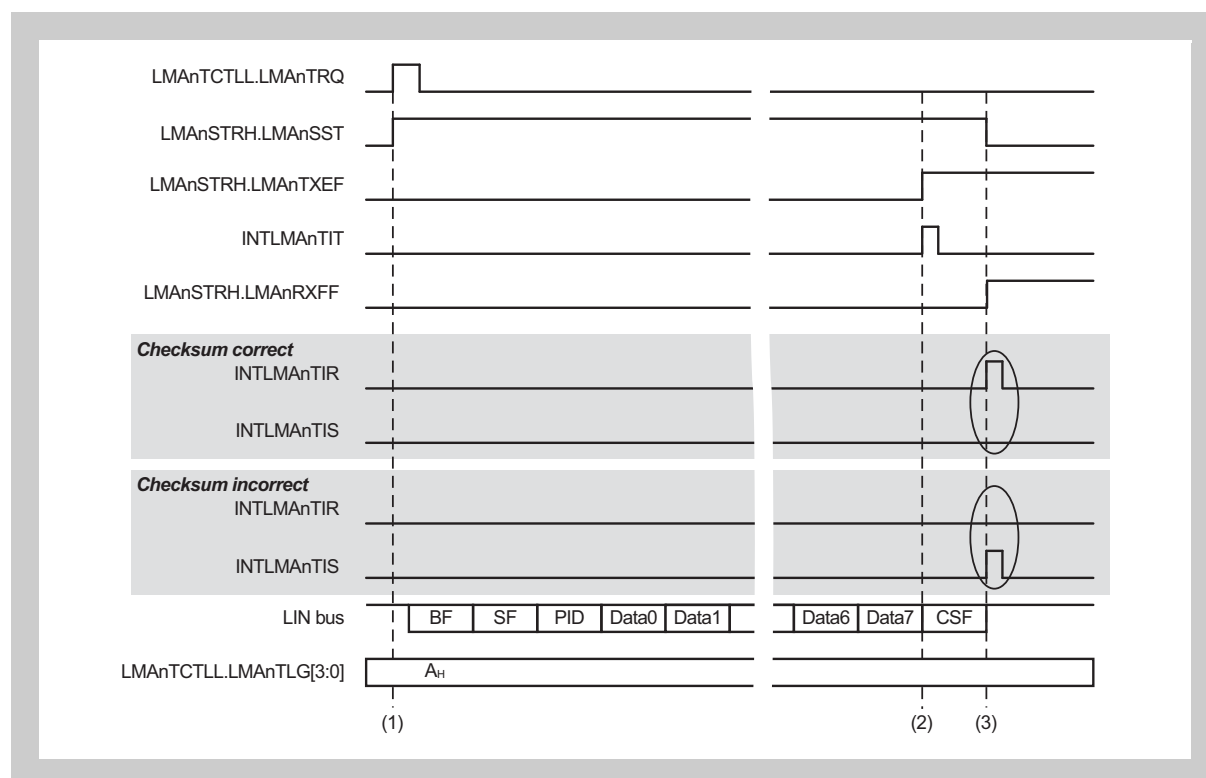 LMAnTCTLL.LMAnTRQ
LMAnSTRH.LMAnSST
LMAnSTRH.LMAnTXEF
INTLMAnTIT
LMAnSTRH.LMAnRXFF
Checksum correct
INTLMAnTIR
INTLMAnTIS
Checksum incorrect
INTLMAnTIR
INTLMAnTIS
LIN bus BF SF PID Data0 Data1 Data6 Data7 CSF
LMAnTCTLL.LMAnTLG[3:0] AH
(1) (2) (3)